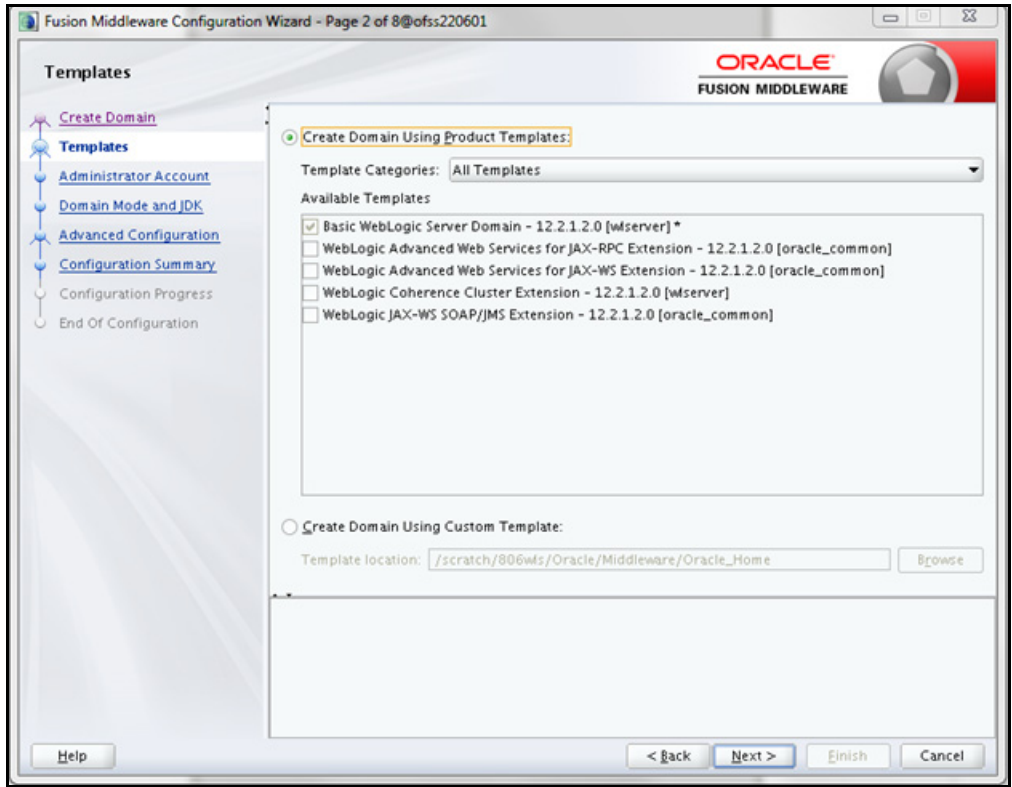 Fusion Middleware Configuration Wizard - Page 2 of 8@ofss220601
Templates
ORACLE
FUSION MIDDLEWARE
Create Domain
Templates
Administrator Account
Domain Mode and JDK
Advanced Configuration
Configuration Summary
Configuration Progress
End Of Configuration
Create Domain Using Product Templates:
Template Categories: All Templates
Available Templates
Basic WebLogic Server Domain - 12.2.1.2.0 [wlserver] *
WebLogic Advanced Web Services for JAX-RPC Extension - 12.2.1.2.0 [oracle_common]
WebLogic Advanced Web Services for JAX-WS Extension - 12.2.1.2.0 [oracle_common]
WebLogic Coherence Cluster Extension - 12.2.1.2.0 [wlserver]
WebLogic JAX-WS SOAP/JMS Extension - 12.2.1.2.0 [oracle_common]
Create Domain Using Custom Template:
Template location: /scratch/806wls/Oracle/Middleware/Oracle_Home Browse
Help < Back Next > Finish Cancel